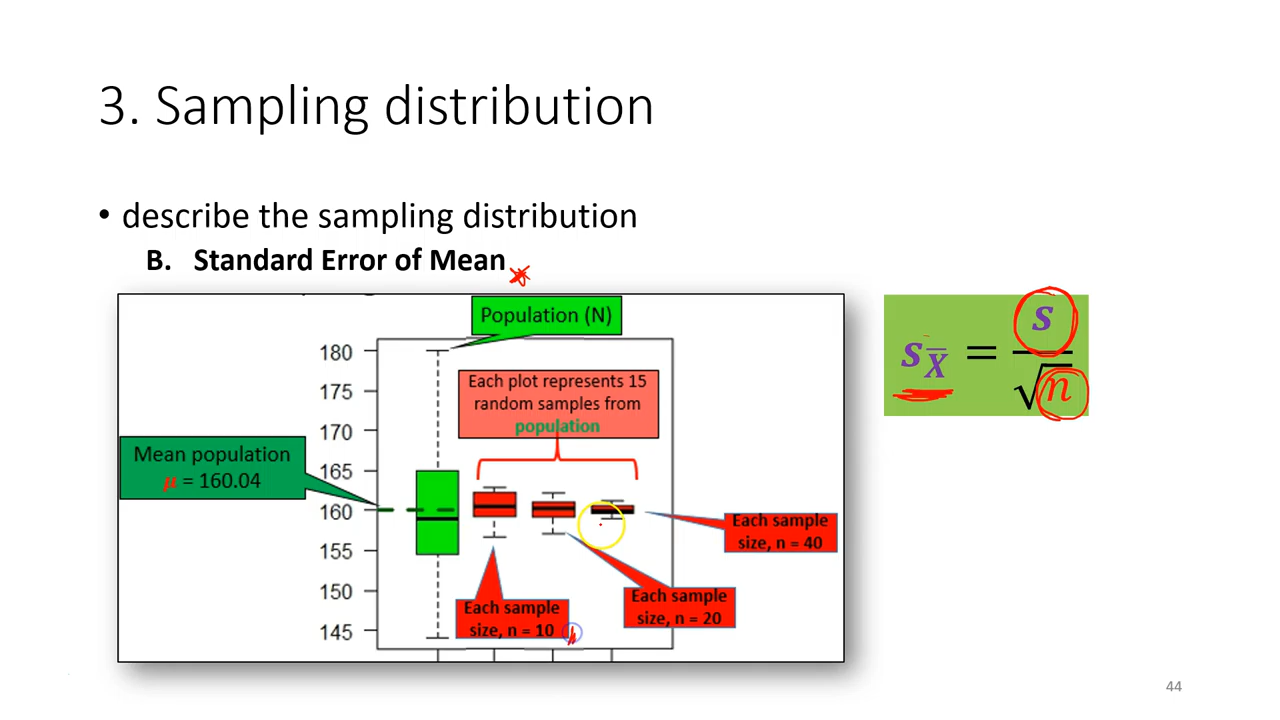 3. Sampling distribution
• describe the sampling distribution
B. Standard Error of Mean
Population (N)
Each plot represents 15
random samples from
population
Mean population
μ = 160.04
180
175
170
165
160
155
150
145
Each sample
size, n = 40
Each sample
size, n = 20
Each sample
size, n = 10
s_X̄ = s / √n
44